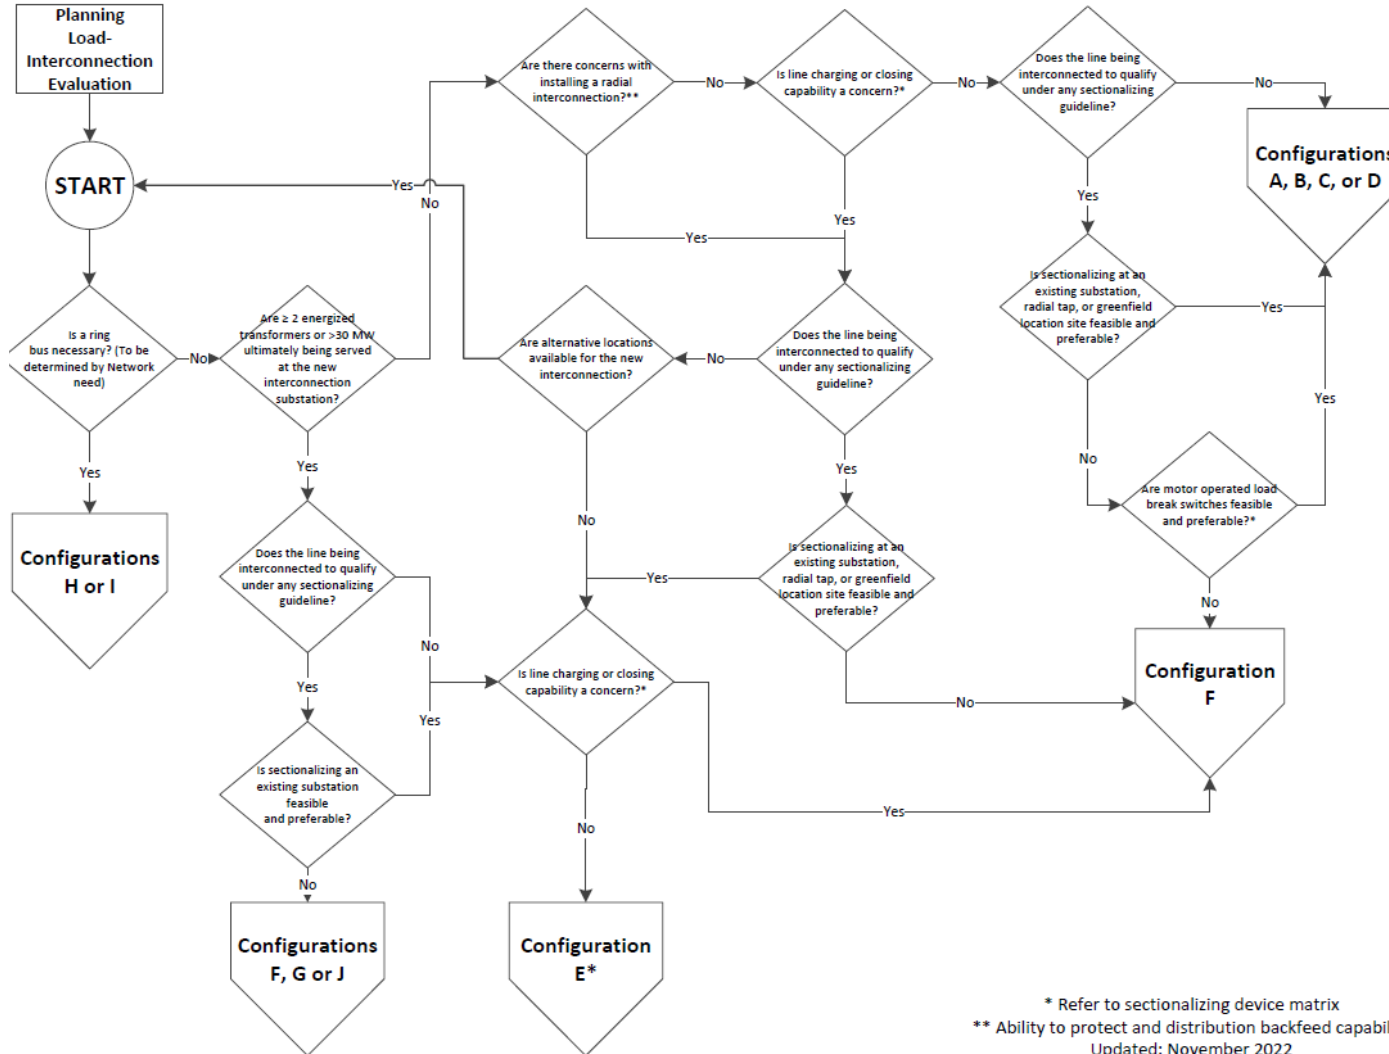 Planning
Load-
Interconnection
Evaluation
START
Is a ring
bus necessary? (To be
determined by Network
need)
No
Yes
Configurations
H or I
Are ≥ 2 energized
transformers or >30 MW
ultimately being served
at the new
interconnection
substation?
No
Yes
Does the line being
interconnected to qualify
under any sectionalizing
guideline?
No
Yes
Is sectionalizing an
existing substation
feasible
and preferable?
Yes
No
Configurations
F, G or J
Are there concerns with
installing a radial
interconnection?**
No
Yes
Is line charging or closing
capability a concern?*
No
Yes
Does the line being
interconnected to qualify
under any sectionalizing
guideline?
No
Yes
Configurations
A, B, C, or D
Is sectionalizing at an
existing substation,
radial tap, or greenfield
location site feasible and
preferable?
Yes
No
Are motor operated load
break switches feasible
and preferable?*
Yes
No
Configuration
F
Does the line being
interconnected to qualify
under any sectionalizing
guideline?
No
Yes
Are alternative locations
available for the new
interconnection?
Yes
No
Is sectionalizing at an
existing substation,
radial tap, or greenfield
location site feasible and
preferable?
Yes
No
Is line charging or closing
capability a concern?*
Yes
No
Configuration
E*
* Refer to sectionalizing device matrix
** Ability to protect and distribution backfeed
Updated: November 2022